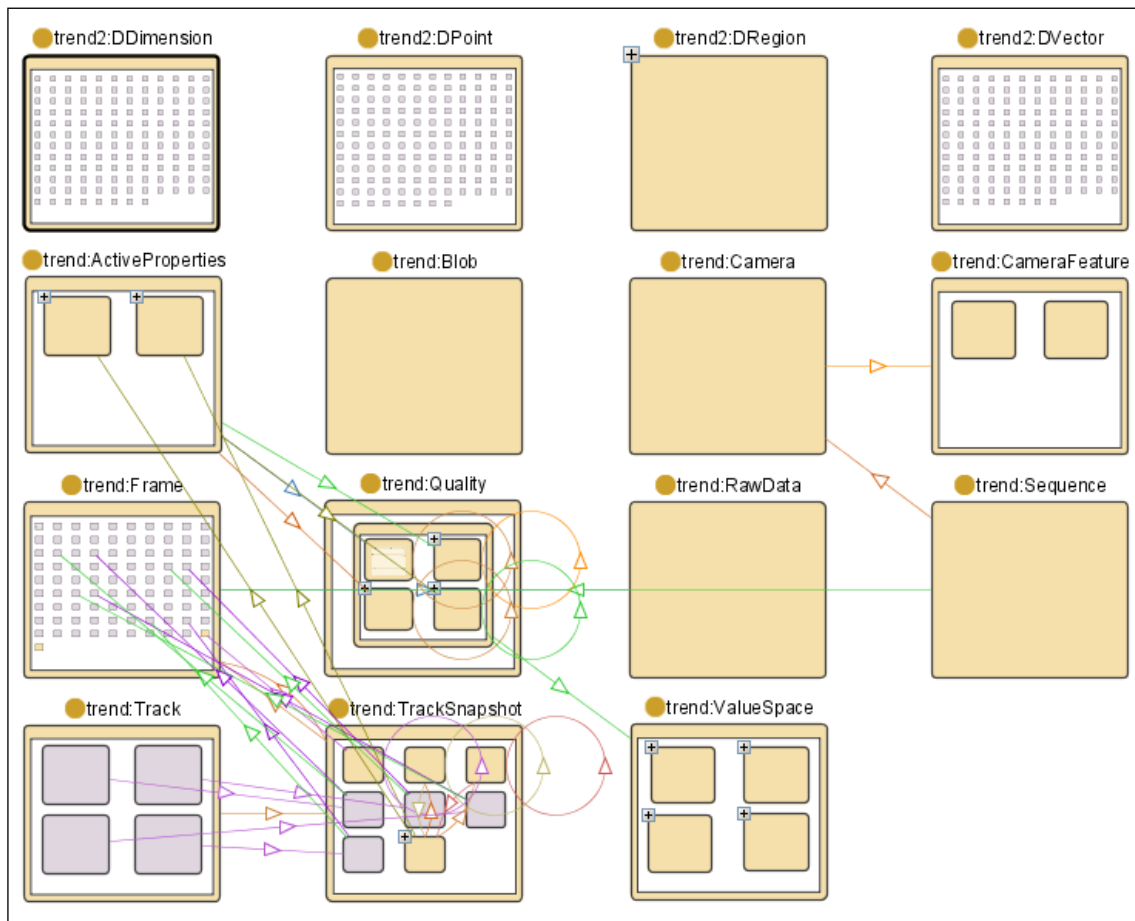 trend2:DDimension
trend2:DPoint
trend2:DRegion
trend2:DVector
trend:ActiveProperties
trend:Blob
trend:Camera
trend:CameraFeature
trend:Frame
trend:Quality
trend:RawData
trend:Sequence
trend:Track
trend:TrackSnapshot
trend:ValueSpace